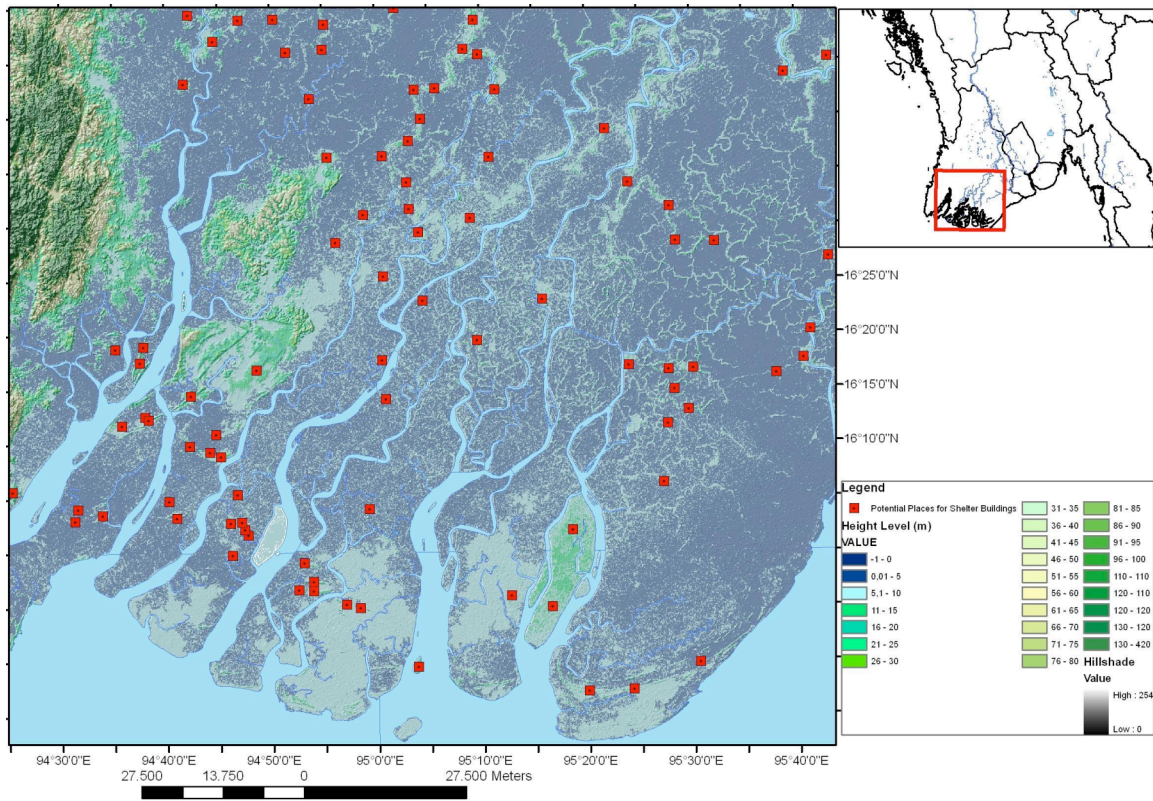 16°25'0"N
16°20'0"N
16°15'0"N
16°10'0"N
Legend
Potential Places for Shelter Buildings
Height Level (m)
VALUE
-1 - 0
0,01 - 5
5,1 - 10
11 - 15
16 - 20
21 - 25
26 - 30
31 - 35
36 - 40
41 - 45
46 - 50
51 - 55
56 - 60
61 - 65
66 - 70
71 - 75
76 - 80
81 - 85
86 - 90
91 - 95
96 - 100
110 - 110
120 - 110
120 - 120
130 - 120
130 - 420
Hillshade
Value
High : 254
Low : 0
94°30'0"E 94°40'0"E 94°50'0"E 95°0'0"E 95°10'0"E 95°20'0"E 95°30'0"E 95°40'0"E
27.500 13.750 0 27.500 Meters